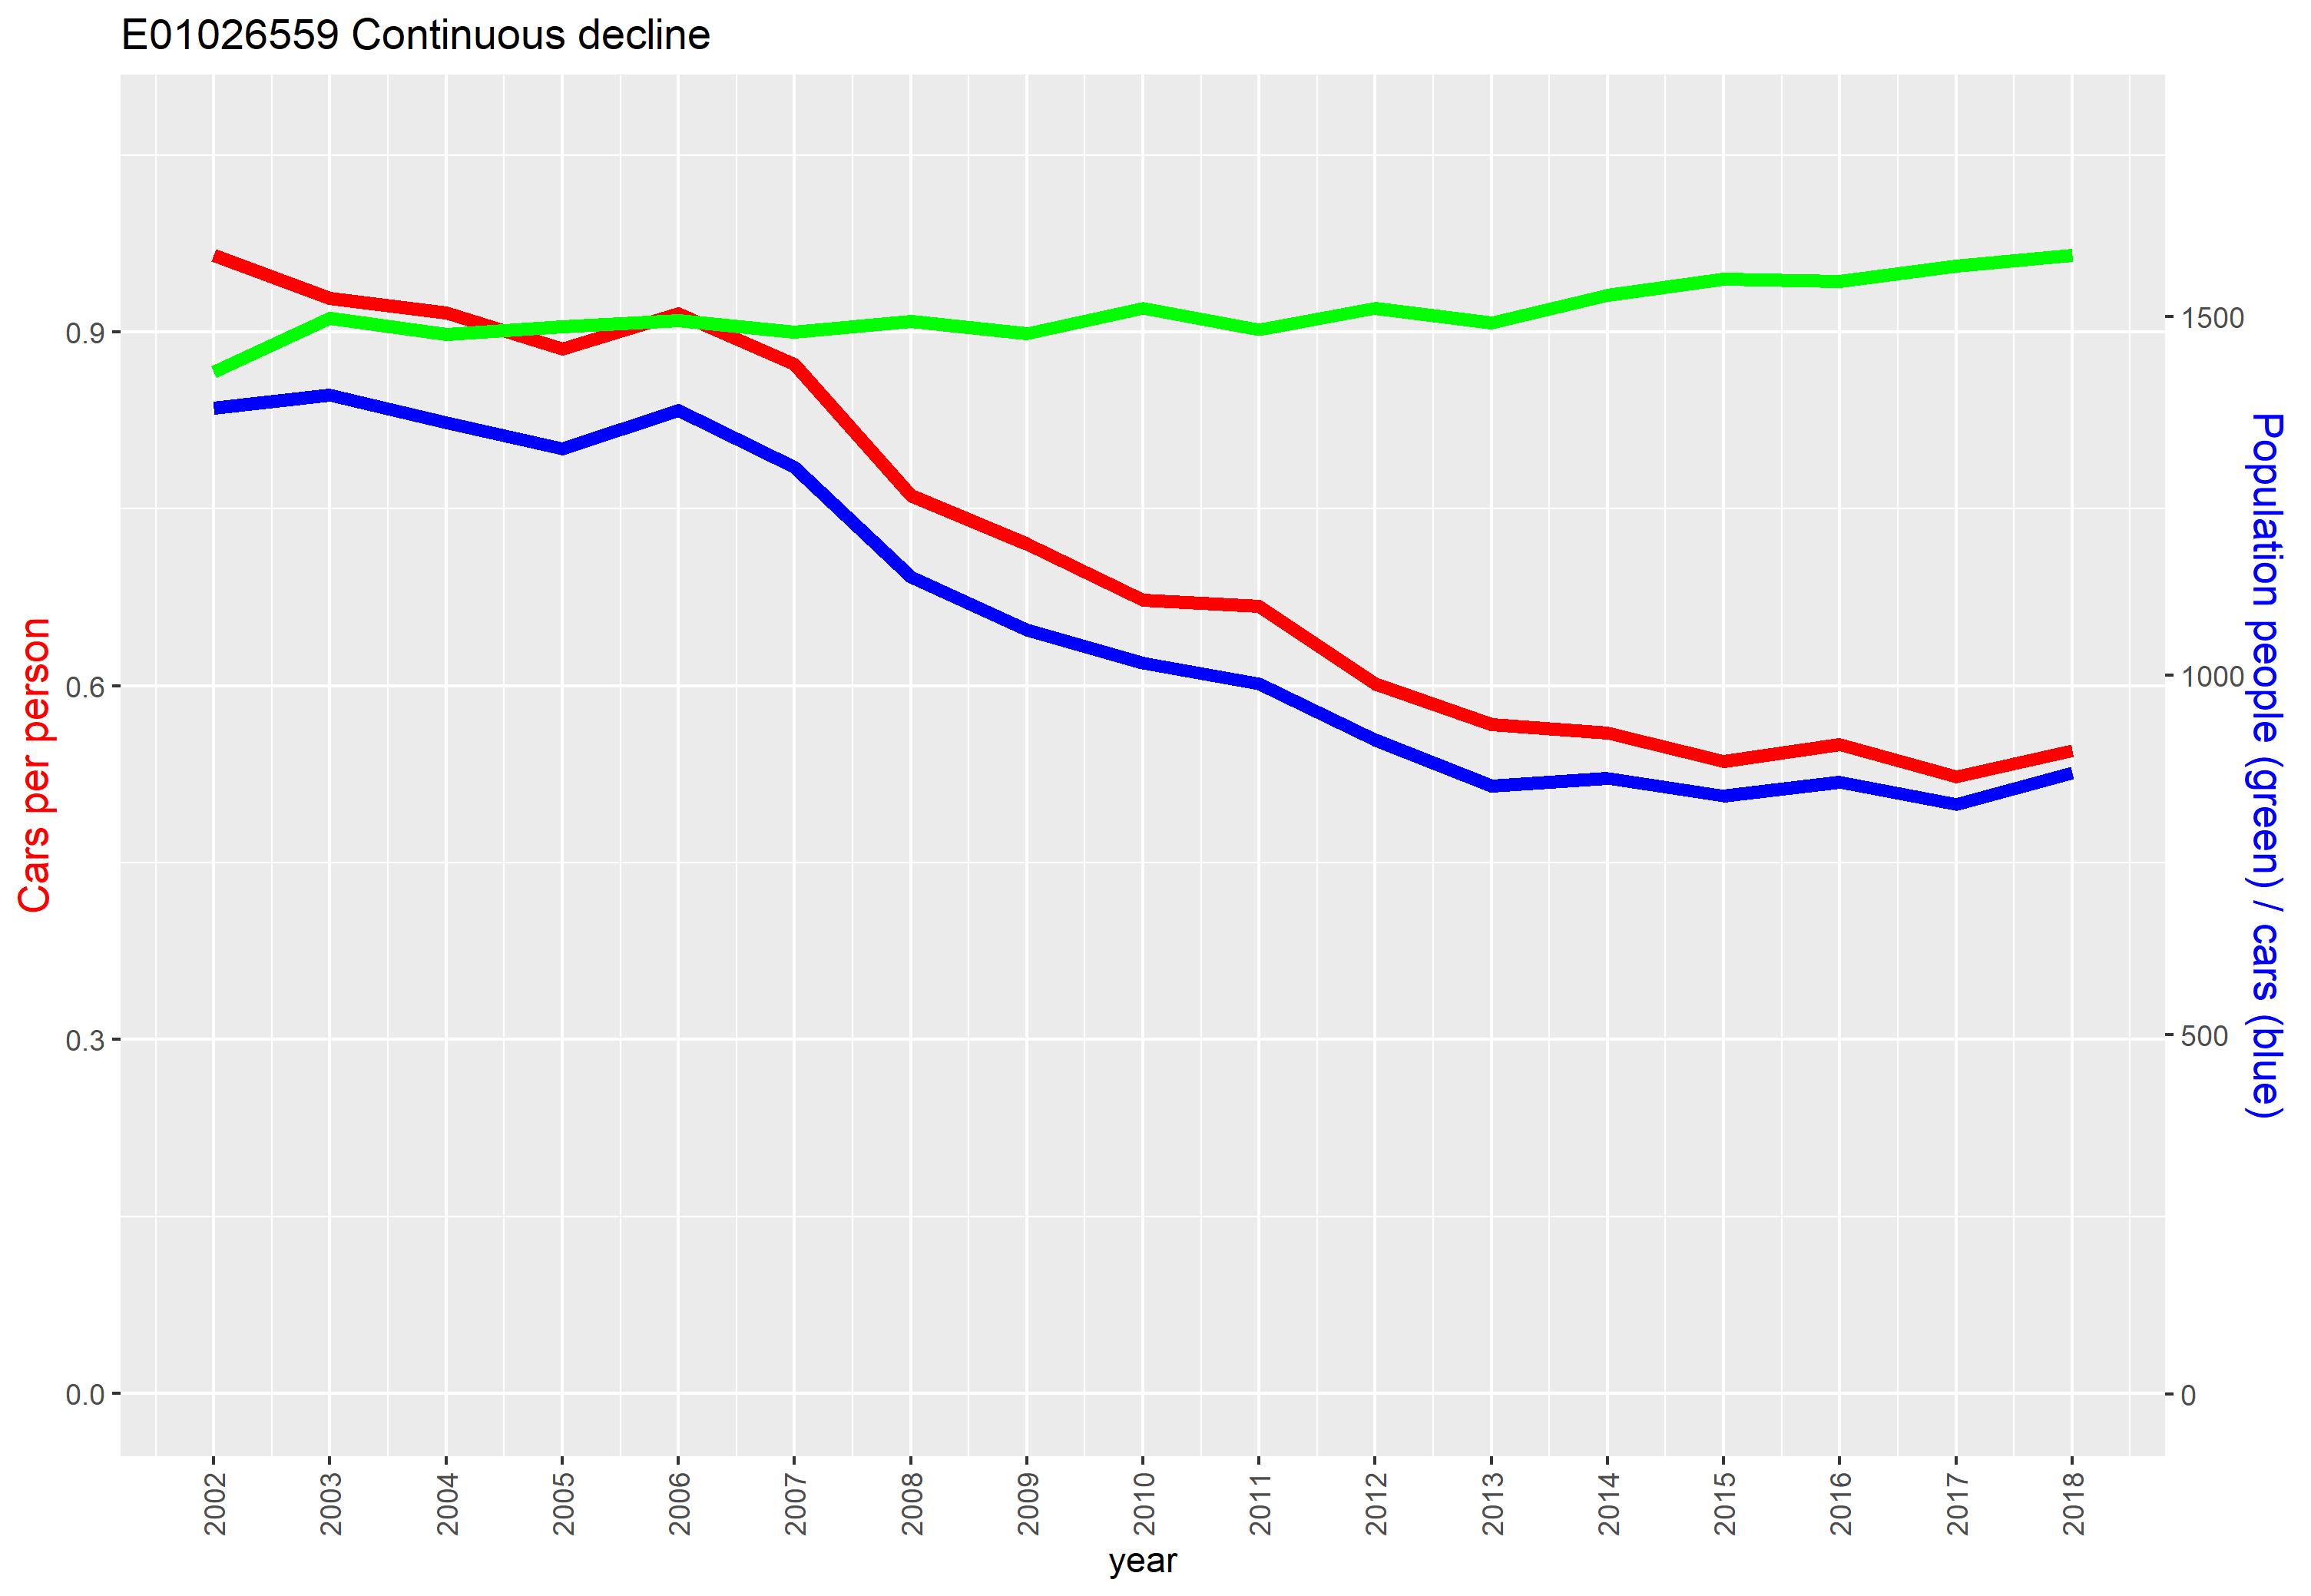 E01026559 Continuous decline
Cars per person
0.9
0.6
0.3
0.0
1500
1000
500
0
Population people (green) / cars (blue)
2002 2003 2004 2005 2006 2007 2008 2009 2010 2011 2012 2013 2014 2015 2016 2017 2018
year